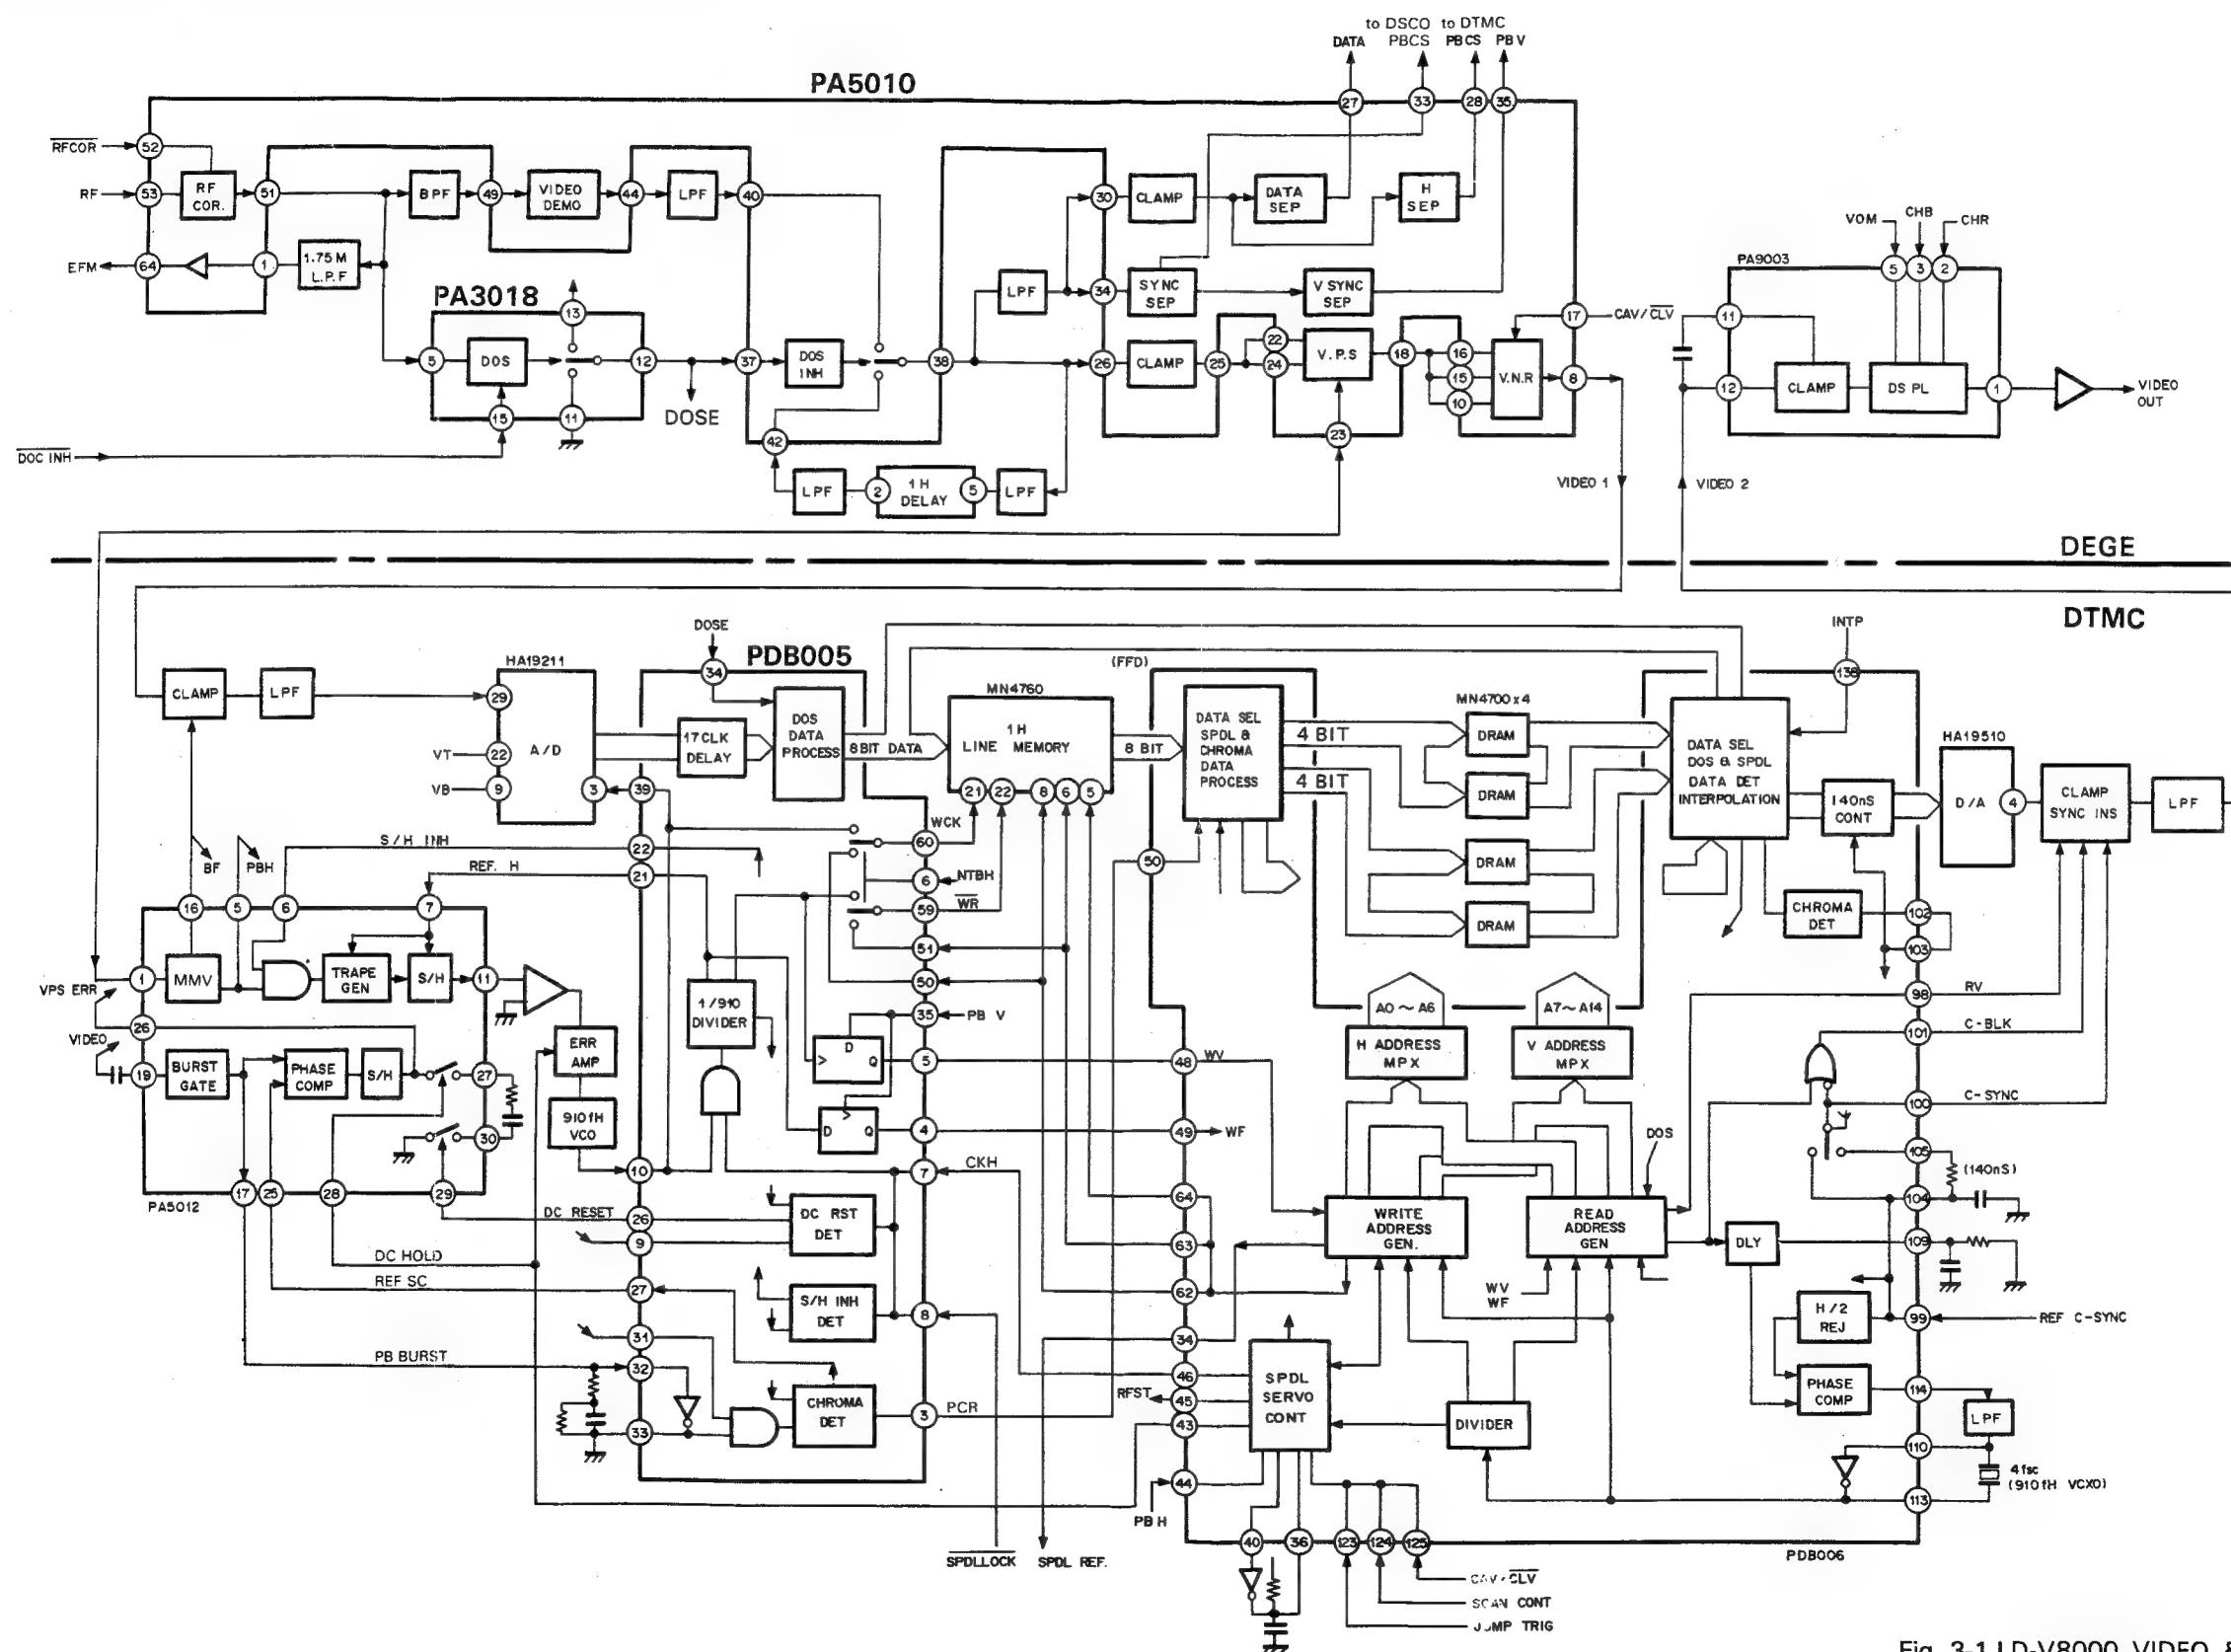 to DSCO to DTMC
DATA PBCS PBCS PBV
PA5010
27 33 28 35
RFCOR
52
RF
53
RF
COR.
51
BPF
49
VIDEO
DEMO
44
LPF
40
EFM
64
1
1.75M
L.P.F
30
CLAMP
DATA
SEP
H
SEP
LPF
34
SYNC
SEP
V SYNC
SEP
17
CAV/CLV
PA3018
13
5
DOS
12
15
11
DOSE
DOC INH
37
DOS
INH
38
42
26
CLAMP
25
22
24
V.P.S
18
16
15
10
V.N.R
8
23
LPF
2
1H
DELAY
5
LPF
VIDEO 1
VIDEO 2
VOM
CHB
CHR
PA9003
5 3 2
11
12
CLAMP
DSPL
1
VIDEO
OUT
DEGE
DTMC
CLAMP
LPF
HA19211
29
A/D
VT
22
VB
9
3
DOSE
34
PDB005
17CLK
DELAY
DOS
DATA
PROCESS
8BIT DATA
39
MN4760
1H
LINE MEMORY
21 22 8 6 5
8 BIT
(FFD)
DATA SEL
SPDL &
CHROMA
DATA
PROCESS
4 BIT
4 BIT
MN4700x4
DRAM
DRAM
DRAM
DRAM
INTP
138
DATA SEL
DOS & SPDL
DATA DET
INTERPOLATION
140nS
CONT
CHROMA
DET
102
103
HA19510
D/A
4
CLAMP
SYNC INS
LPF
BF
PBH
S/H INH
22
REF. H
21
WCK
60
6
NTBH
WR
59
51
50
35
PB V
50
16 5 6 7
1
VPS ERR
MMV
TRAPE
GEN
S/H
11
26
VIDEO
19
BURST
GATE
PHASE
COMP
S/H
27
30
17 25 28 29
PA5012
ERR
AMP
910fH
VCO
10
1/910
DIVIDER
D
Q
5
D
Q
4
7
CKH
DC RESET
26
9
DC RST
DET
DC HOLD
REF SC
27
S/H INH
DET
8
31
PB BURST
32
33
CHROMA
DET
3
PCR
SPDLLOCK
SPDL REF.
A0~A6
A7~A14
H ADDRESS
MPX
V ADDRESS
MPX
48
WV
49
WF
64
63
62
34
46
RFST
45
43
44
PBH
WRITE
ADDRESS
GEN.
READ
ADDRESS
GEN
DOS
WV
WF
SPDL
SERVO
CONT
DIVIDER
40 36 123 124 125
CAV·CLV
SCAN CONT
JUMP TRIG
98
RV
101
C-BLK
100
C-SYNC
105
(140nS)
104
DLY
109
H/2
REJ
99
REF C-SYNC
PHASE
COMP
114
LPF
110
4fsc
(910fH VCXO)
113
PDB006
Fig. 3-1 LD-V8000 VIDEO &